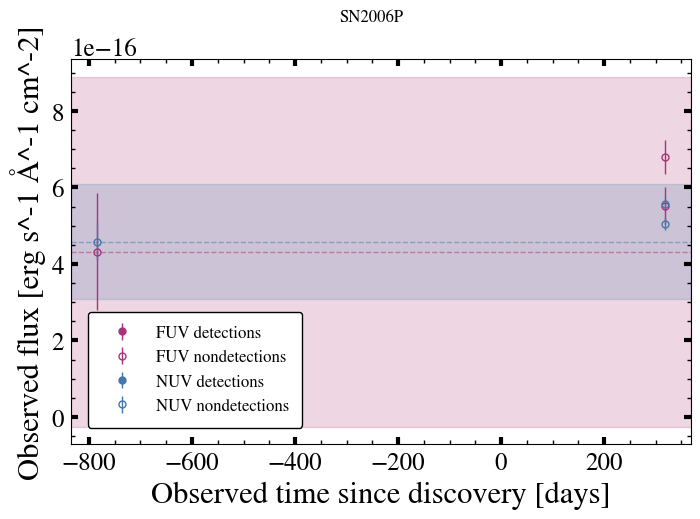 SN2006P
1e−16
8
6
4
2
0
Observed flux [erg s^-1 Å^-1 cm^-2]
FUV detections
FUV nondetections
NUV detections
NUV nondetections
−800 −600 −400 −200 0 200
Observed time since discovery [days]